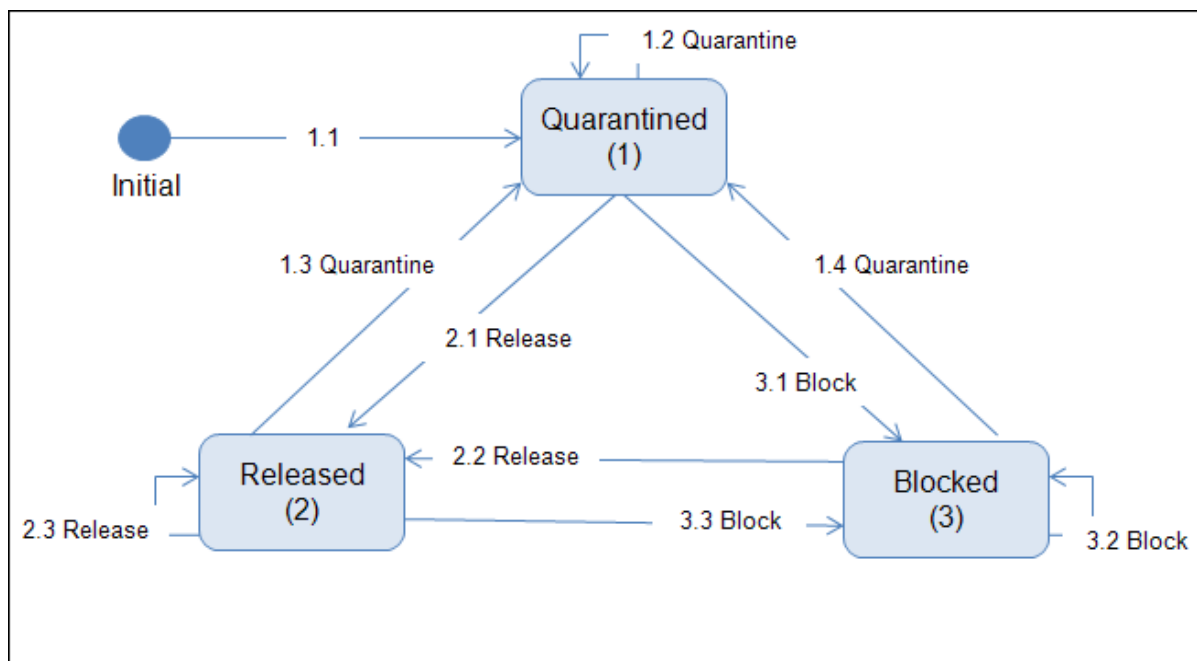 1.2 Quarantine
Quarantined
(1)
1.1
Initial
1.3 Quarantine
1.4 Quarantine
2.1 Release
3.1 Block
2.2 Release
Released
(2)
Blocked
(3)
2.3 Release
3.3 Block
3.2 Block